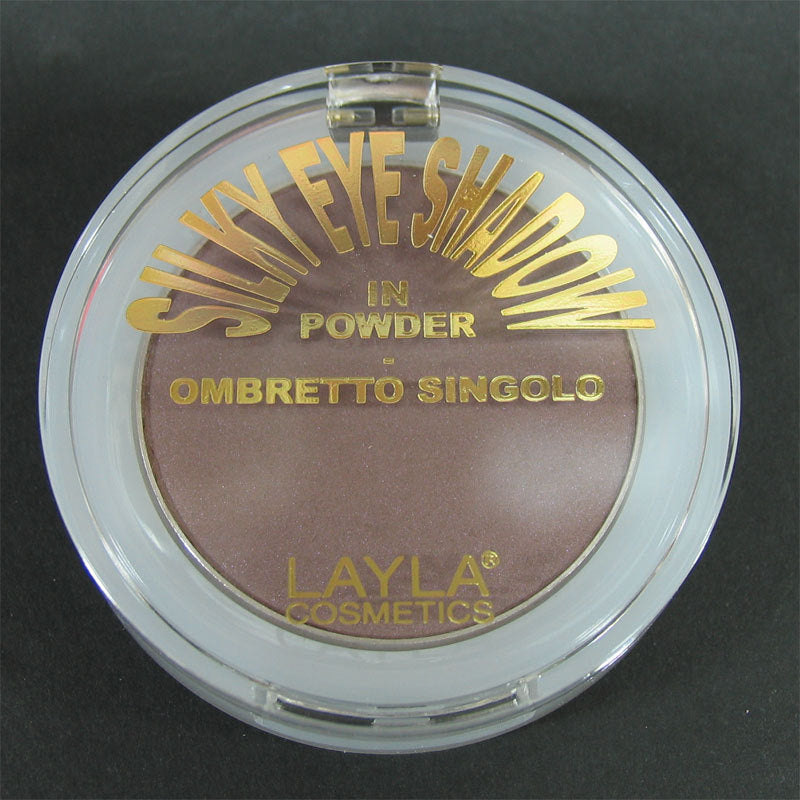 SILKY EYE SHADOW
IN
POWDER
-
OMBRETTO SINGOLO
LAYLA®
COSMETICS